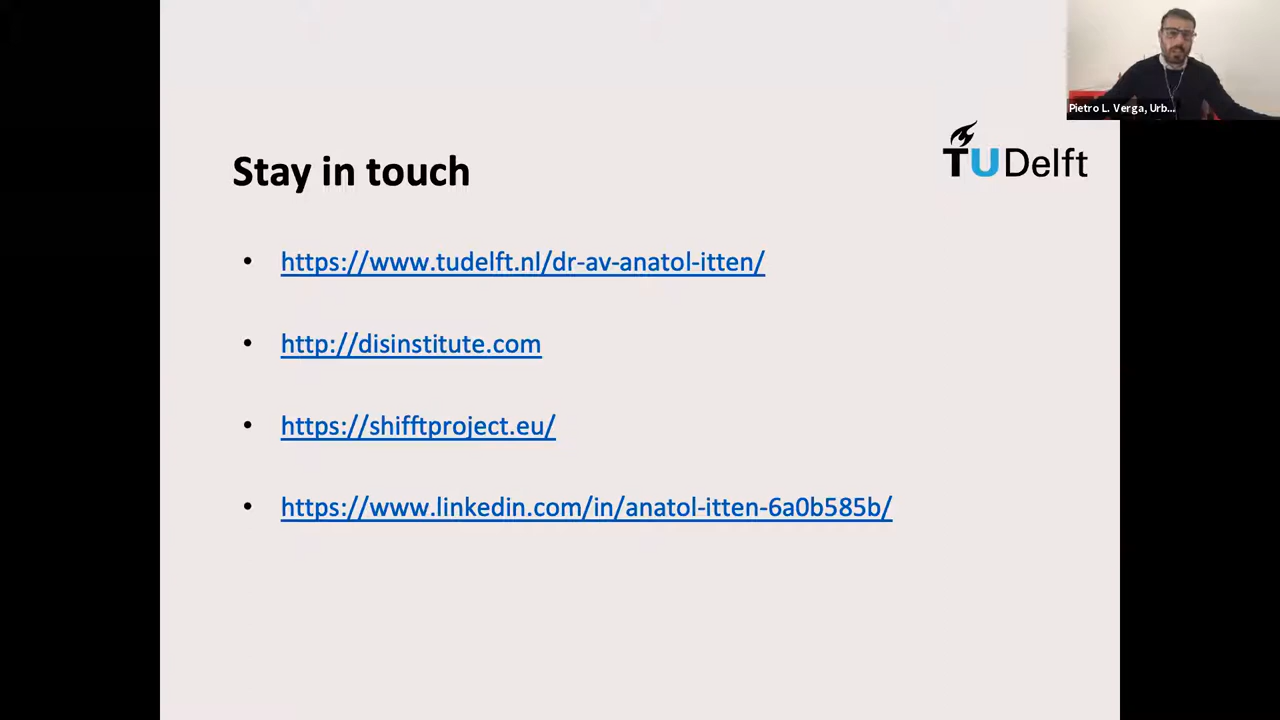 Pietro L. Verga, Urb...
TUDelft
Stay in touch
• https://www.tudelft.nl/dr-av-anatol-itten/
• http://disinstitute.com
• https://shifftproject.eu/
• https://www.linkedin.com/in/anatol-itten-6a0b585b/